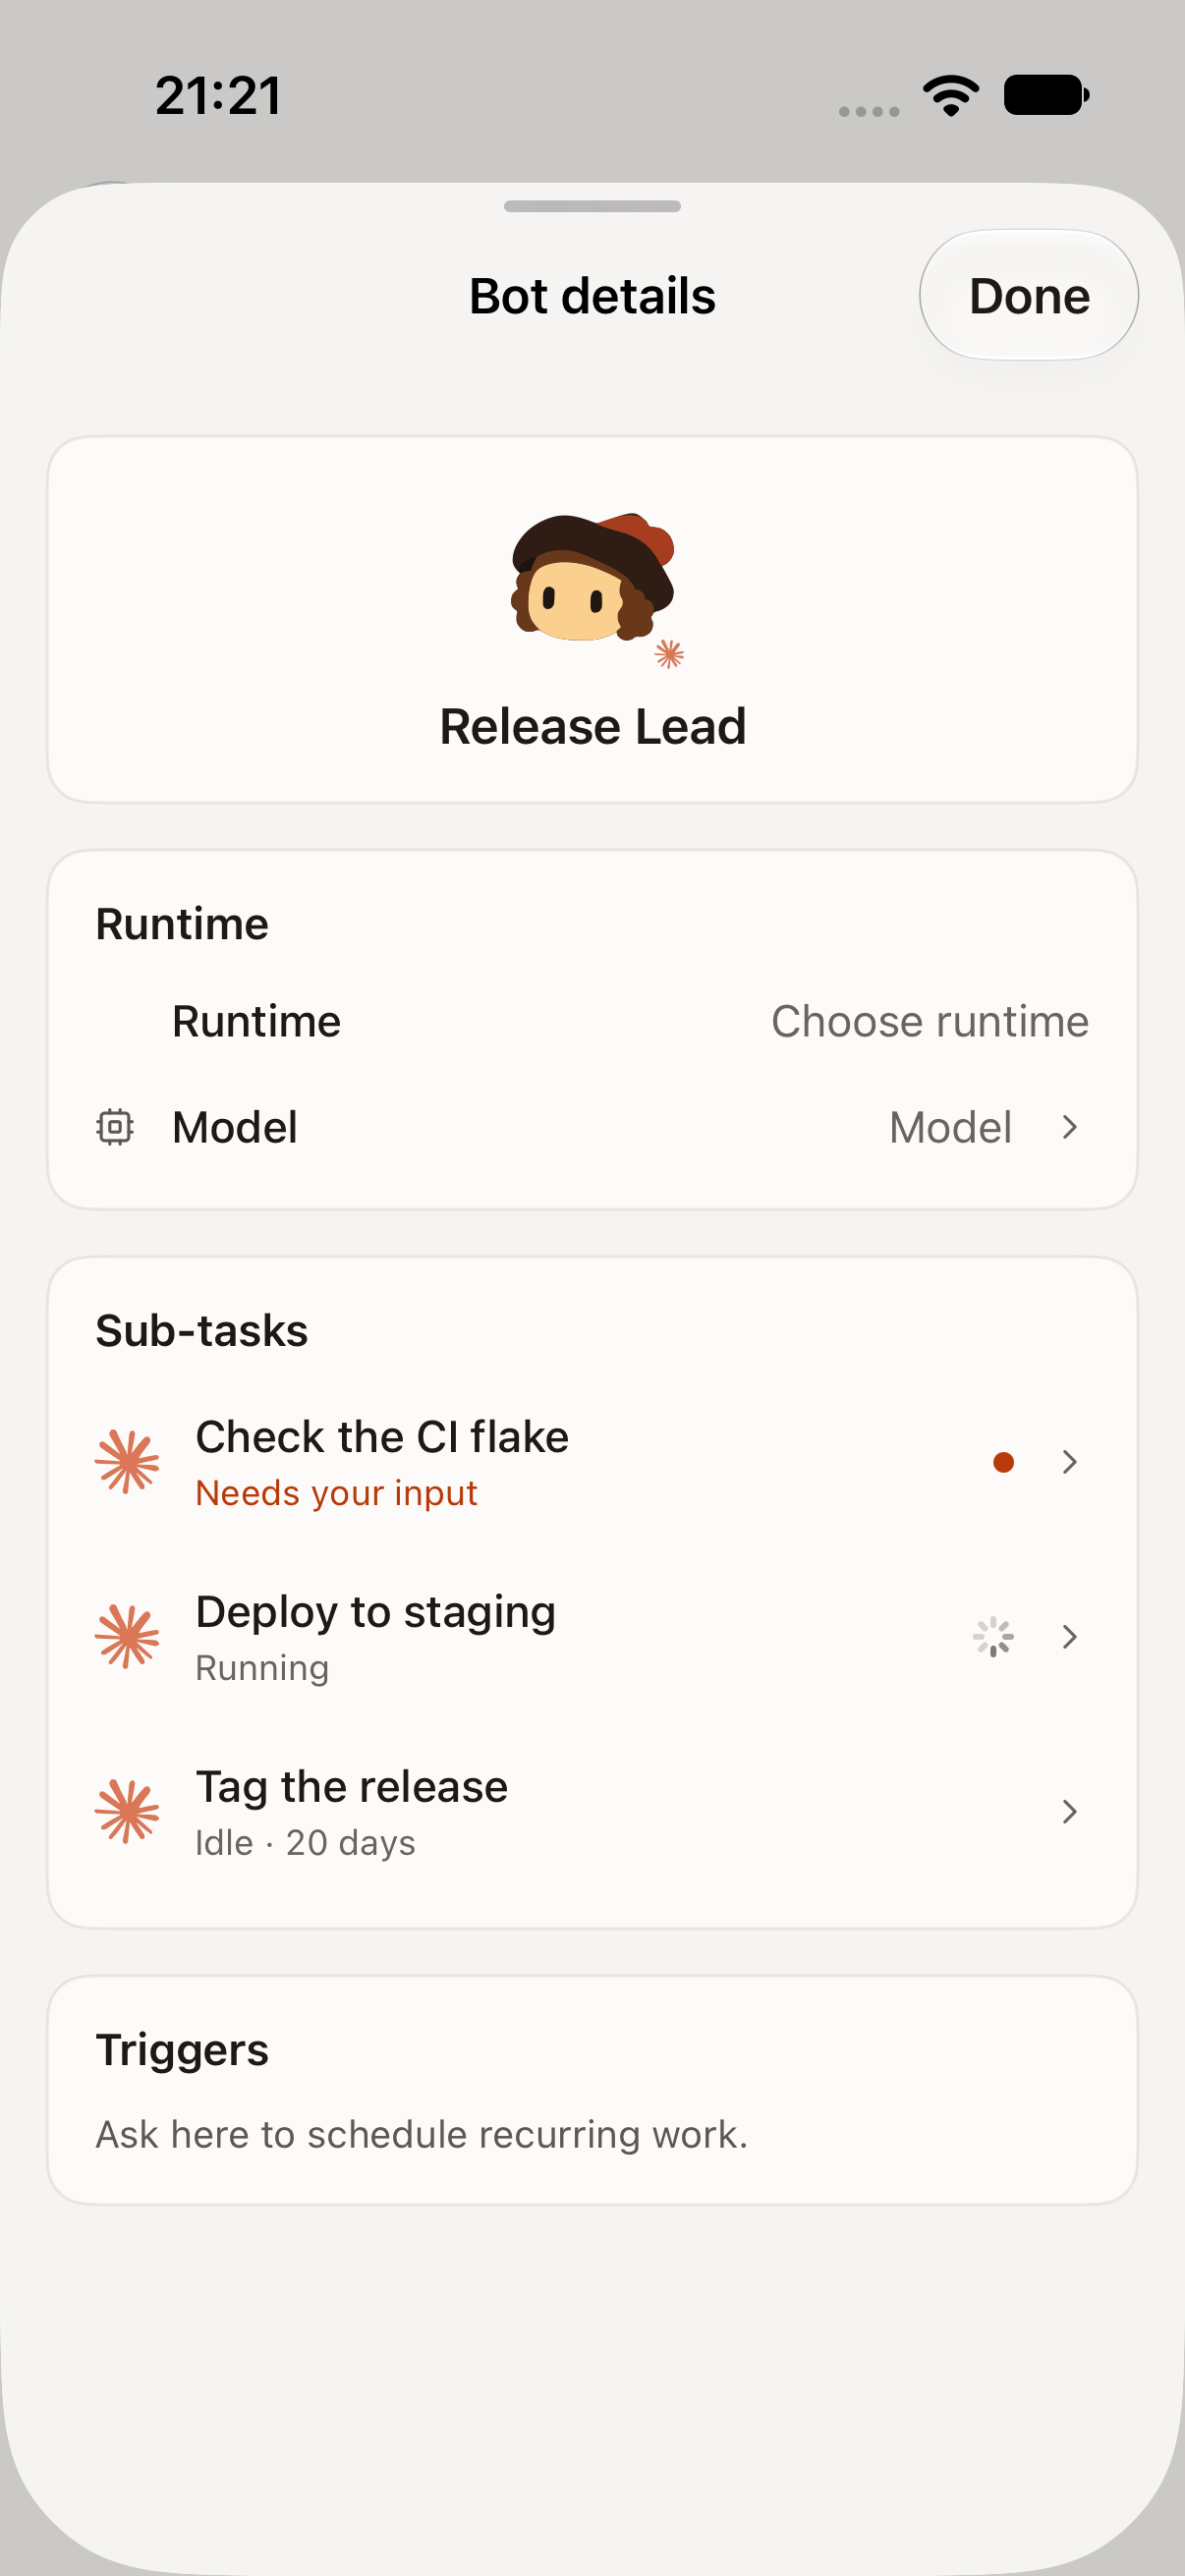 21:21
Bot details
Done
Release Lead
Runtime
Runtime
Choose runtime
Model
Model
Sub-tasks
Check the CI flake
Needs your input
Deploy to staging
Running
Tag the release
Idle · 20 days
Triggers
Ask here to schedule recurring work.